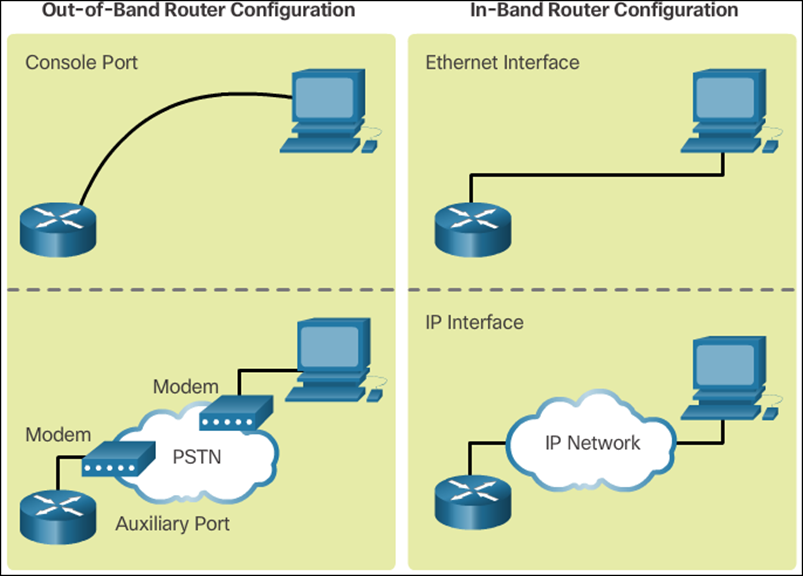 Out-of-Band Router Configuration
In-Band Router Configuration
Console Port
Ethernet Interface
Modem
Modem
PSTN
Auxiliary Port
IP Interface
IP Network